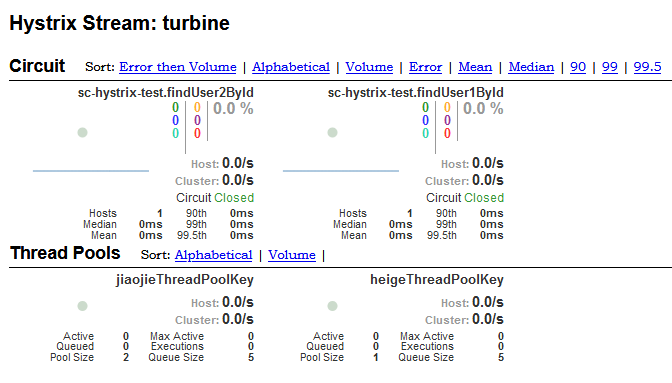 Hystrix Stream: turbine
Circuit Sort: Error then Volume | Alphabetical | Volume | Error | Mean | Median | 90 | 99 | 99.5
sc-hystrix-test.findUser2ById sc-hystrix-test.findUser1ById
0 0 0.0 % 0 0 0.0 %
0 0 0 0
0 0 0 0
Host: 0.0/s Host: 0.0/s
Cluster: 0.0/s Cluster: 0.0/s
Circuit Closed Circuit Closed
Hosts 1 90th 0ms Hosts 1 90th 0ms
Median 0ms 99th 0ms Median 0ms 99th 0ms
Mean 0ms 99.5th 0ms Mean 0ms 99.5th 0ms
Thread Pools Sort: Alphabetical | Volume |
jiaojieThreadPoolKey heigeThreadPoolKey
Host: 0.0/s Host: 0.0/s
Cluster: 0.0/s Cluster: 0.0/s
Active 0 Max Active 0 Active 0 Max Active 0
Queued 0 Executions 0 Queued 0 Executions 0
Pool Size 2 Queue Size 5 Pool Size 1 Queue Size 5